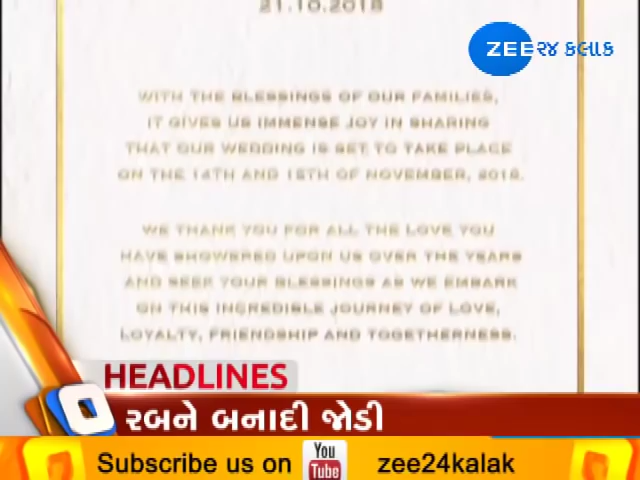 21.10.2018
ZEE ૨૪ કલાક
WITH THE BLESSINGS OF OUR FAMILIES,
IT GIVES US IMMENSE JOY IN SHARING
THAT OUR WEDDING IS SET TO TAKE PLACE
ON THE 14TH AND 15TH OF NOVEMBER, 2018.
WE THANK YOU FOR ALL THE LOVE YOU
HAVE SHOWERED UPON US OVER THE YEARS
AND SEEK YOUR BLESSINGS AS WE EMBARK
ON THIS INCREDIBLE JOURNEY OF LOVE,
LOYALTY, FRIENDSHIP AND TOGETHERNESS.
HEADLINES
રબને બનાદી જોડી
Subscribe us on You Tube zee24kalak